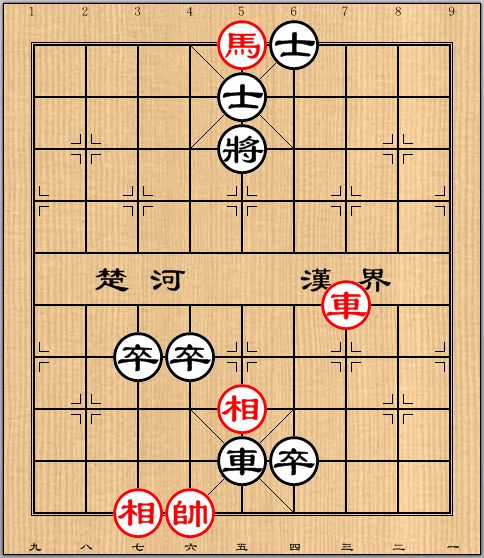 1 2 3 4 5 6 7 8 9
馬 士
士
將
楚 河 漢 界
車
卒 卒
相
車 卒
相 帥
九 八 七 六 五 四 三 二 一